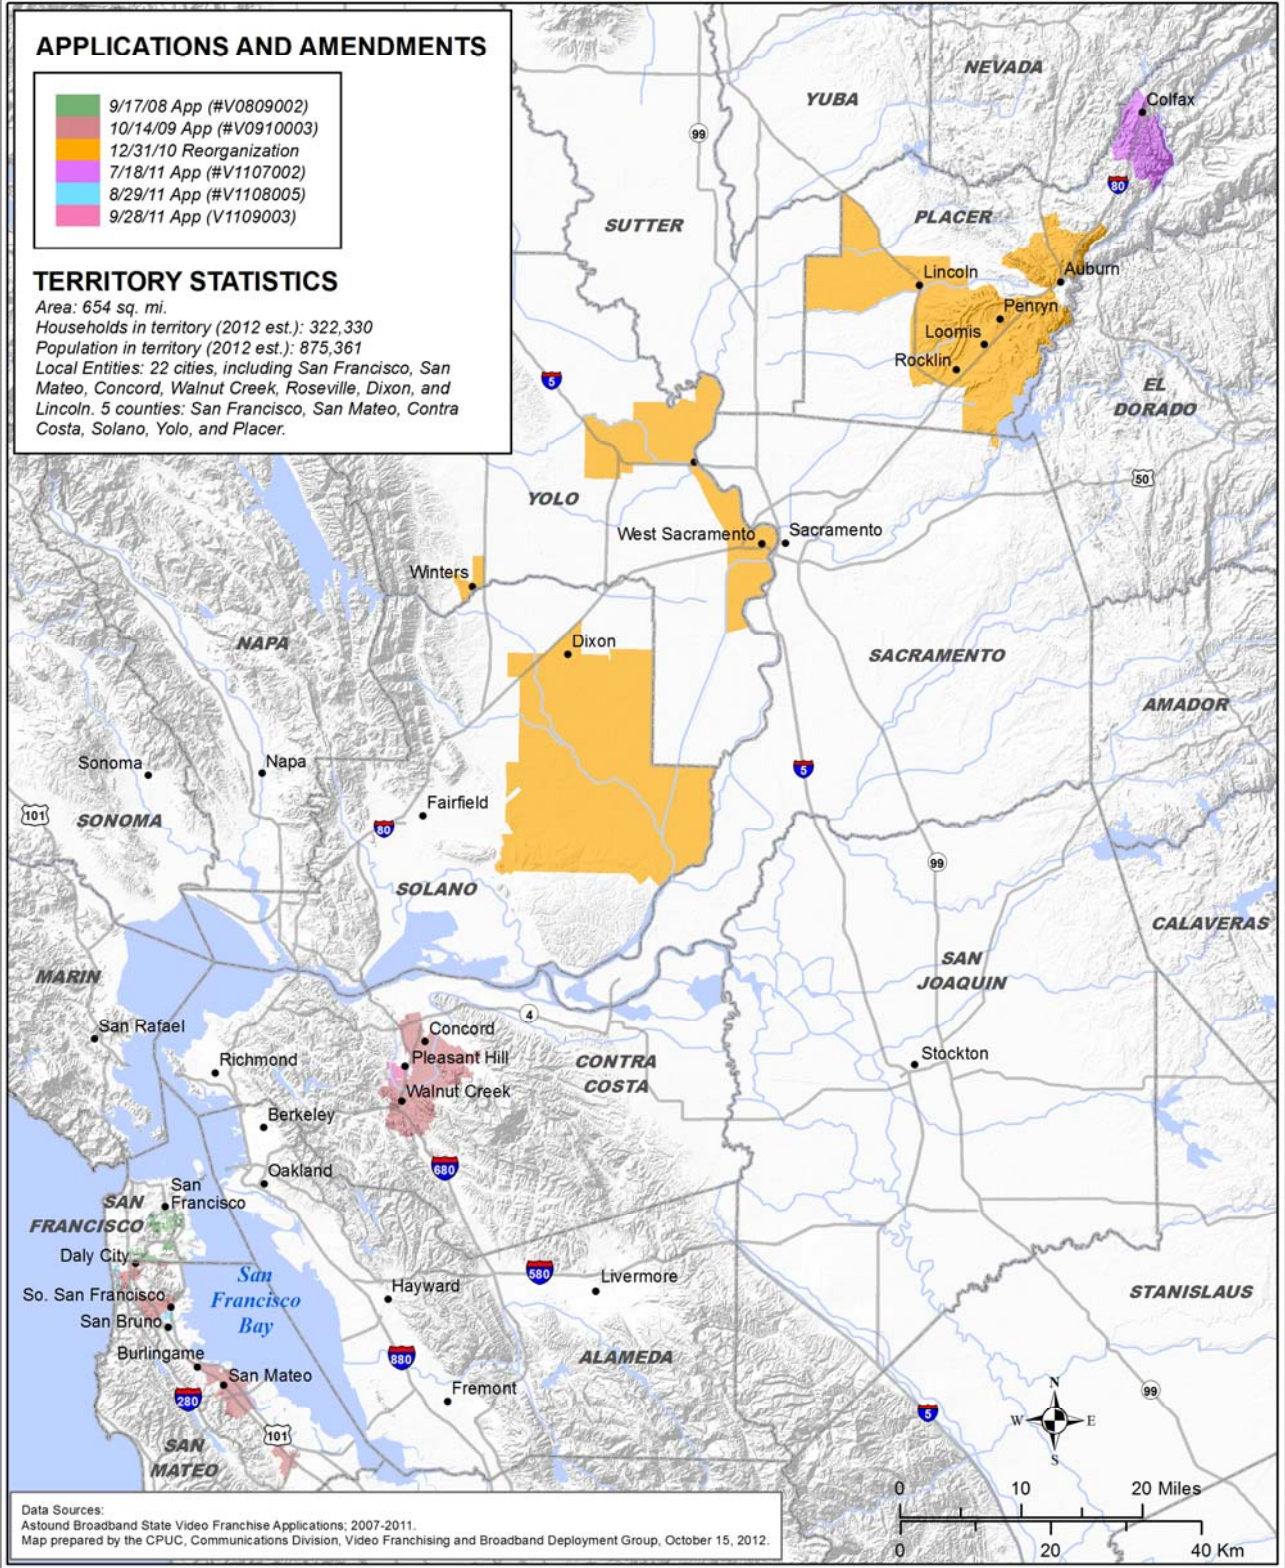 APPLICATIONS AND AMENDMENTS
9/17/08 App (#V0809002)
10/14/09 App (#V0910003)
12/31/10 Reorganization
7/18/11 App (#V1107002)
8/29/11 App (#V1108005)
9/28/11 App (V1109003)
TERRITORY STATISTICS
Area: 654 sq. mi.
Households in territory (2012 est.): 322,330
Population in territory (2012 est.): 875,361
Local Entities: 22 cities, including San Francisco, San
Mateo, Concord, Walnut Creek, Roseville, Dixon, and
Lincoln. 5 counties: San Francisco, San Mateo, Contra
Costa, Solano, Yolo, and Placer.
NEVADA
YUBA
Colfax
99
80
SUTTER
PLACER
Lincoln
Auburn
Penryn
Loomis
Rocklin
5
EL
DORADO
50
YOLO
West Sacramento
Sacramento
Winters
NAPA
Dixon
SACRAMENTO
AMADOR
Sonoma
Napa
5
101
SONOMA
Fairfield
80
99
SOLANO
CALAVERAS
MARIN
SAN
JOAQUIN
4
San Rafael
Concord
Richmond
Pleasant Hill
CONTRA
COSTA
Stockton
Walnut Creek
Berkeley
680
Oakland
San
Francisco
SAN
FRANCISCO
Daly City
San
Francisco
Bay
580
Livermore
Hayward
So. San Francisco
San Bruno
STANISLAUS
Burlingame
880
ALAMEDA
San Mateo
280
Fremont
99
5
101
SAN
MATEO
N
W
E
S
0
10
20 Miles
0
20
40 Km
Data Sources:
Astound Broadband State Video Franchise Applications; 2007-2011.
Map prepared by the CPUC, Communications Division, Video Franchising and Broadband Deployment Group, October 15, 2012.